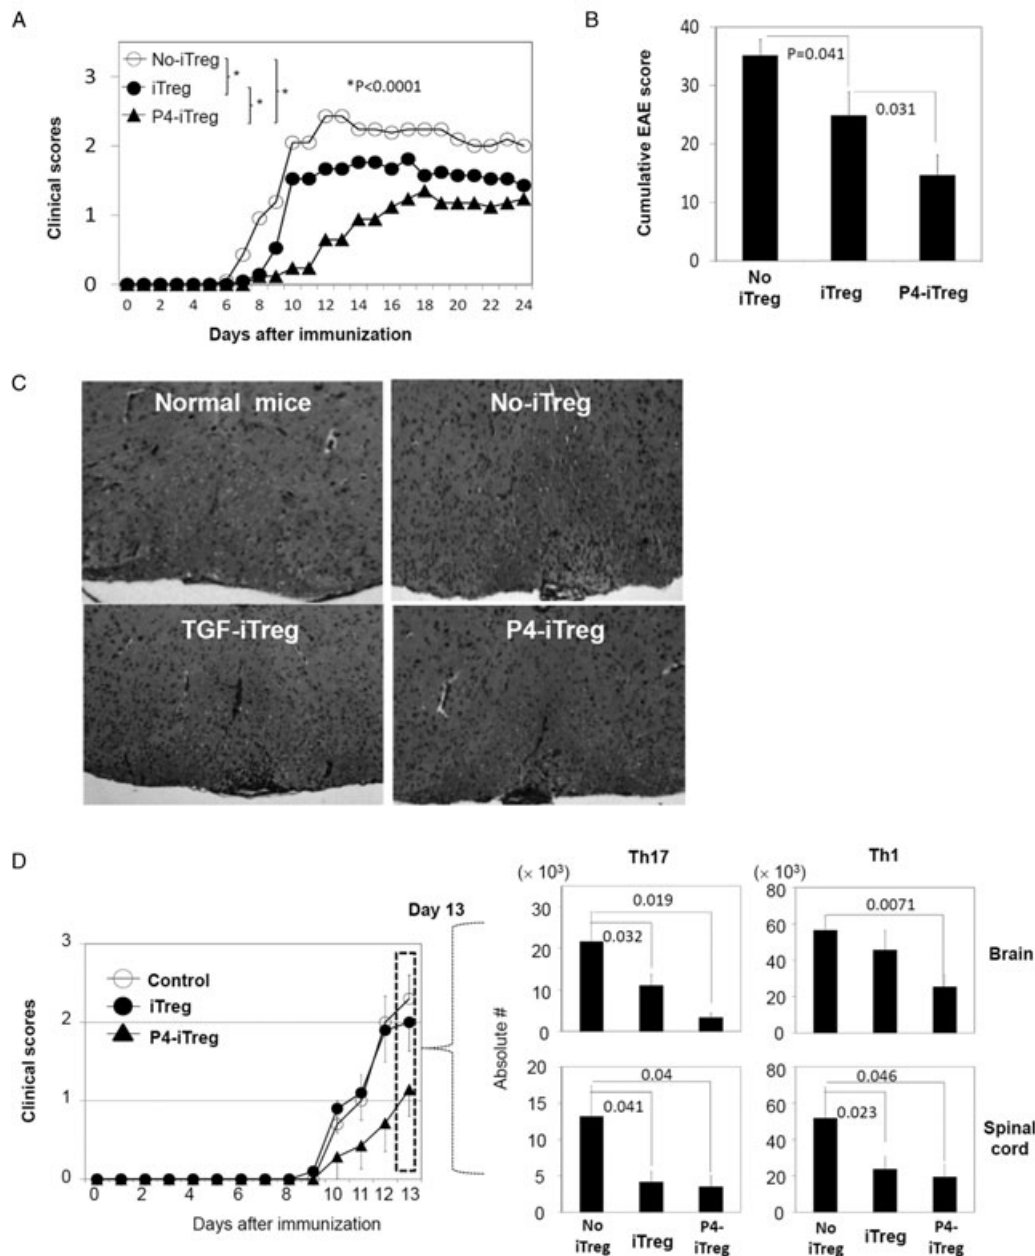 A
Clinical scores
3
2
1
0
No-iTreg
iTreg
P4-iTreg
*
*
*
*P<0.0001
0 2 4 6 8 10 12 14 16 18 20 22 24
Days after immunization
B
Cumulative EAE score
40
30
20
10
0
P=0.041
0.031
No iTreg
iTreg
P4-iTreg
C
Normal mice
No-iTreg
TGF-iTreg
P4-iTreg
D
Clinical scores
3
2
1
0
Control
iTreg
P4-iTreg
Day 13
0 2 4 6 8 10 12 13
Days after immunization
Absolute #
Th17
(× 10³)
30
20
10
0
0.019
0.032
Th1
(× 10³)
80
60
40
20
0
0.0071
Brain
20
15
10
5
0
0.04
0.041
No iTreg
iTreg
P4-iTreg
80
60
40
20
0
0.046
0.023
No iTreg
iTreg
P4-iTreg
Spinal cord